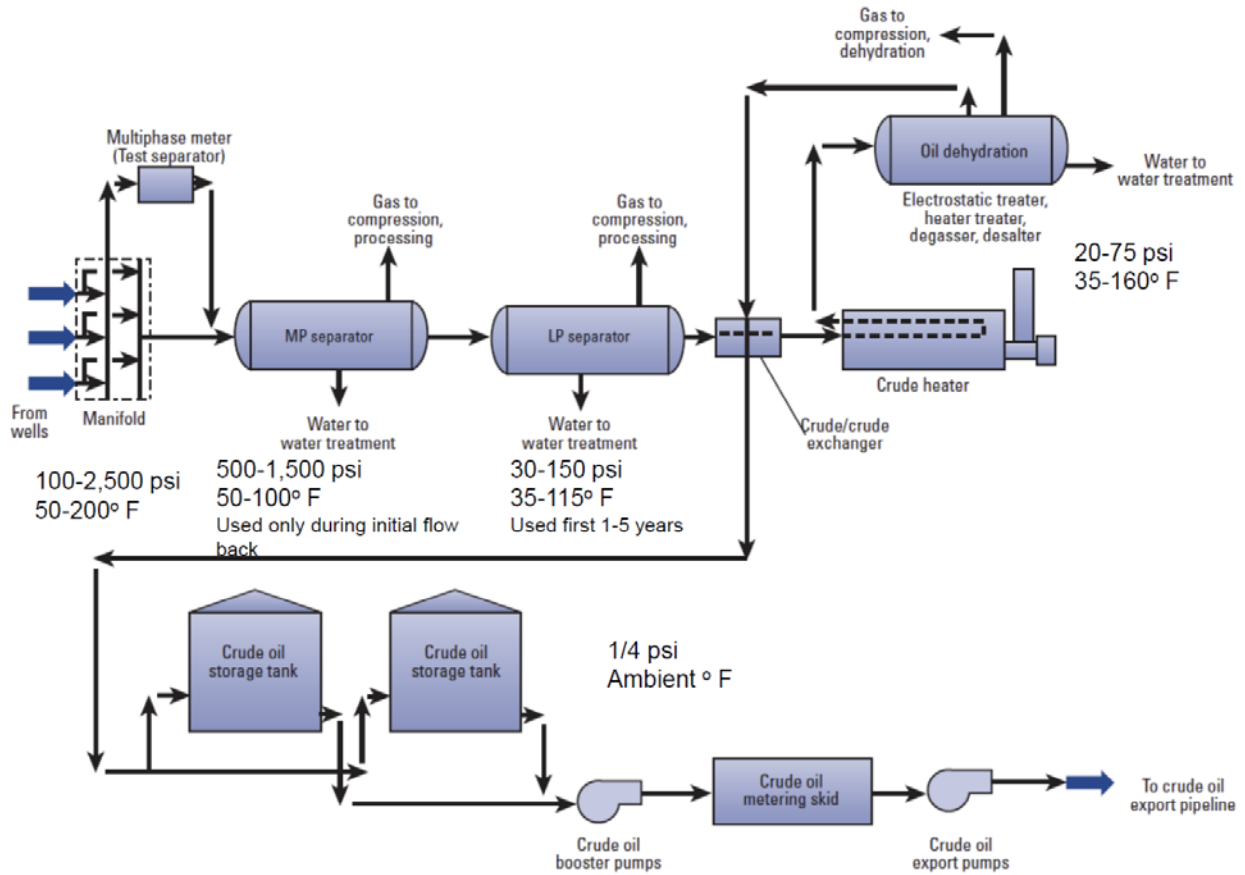 Gas to
compression,
dehydration
Multiphase meter
(Test separator)
Oil dehydration
Water to
water treatment
Electrostatic treater,
heater treater,
degasser, desalter
20-75 psi
35-160º F
Gas to
compression,
processing
Gas to
compression,
processing
MP separator
LP separator
Crude heater
From
wells
Manifold
Water to
water treatment
Water to
water treatment
Crude/crude
exchanger
100-2,500 psi
50-200º F
500-1,500 psi
50-100º F
Used only during initial flow
back
30-150 psi
35-115º F
Used first 1-5 years
Crude oil
storage tank
Crude oil
storage tank
1/4 psi
Ambient º F
Crude oil
metering skid
To crude oil
export pipeline
Crude oil
booster pumps
Crude oil
export pumps